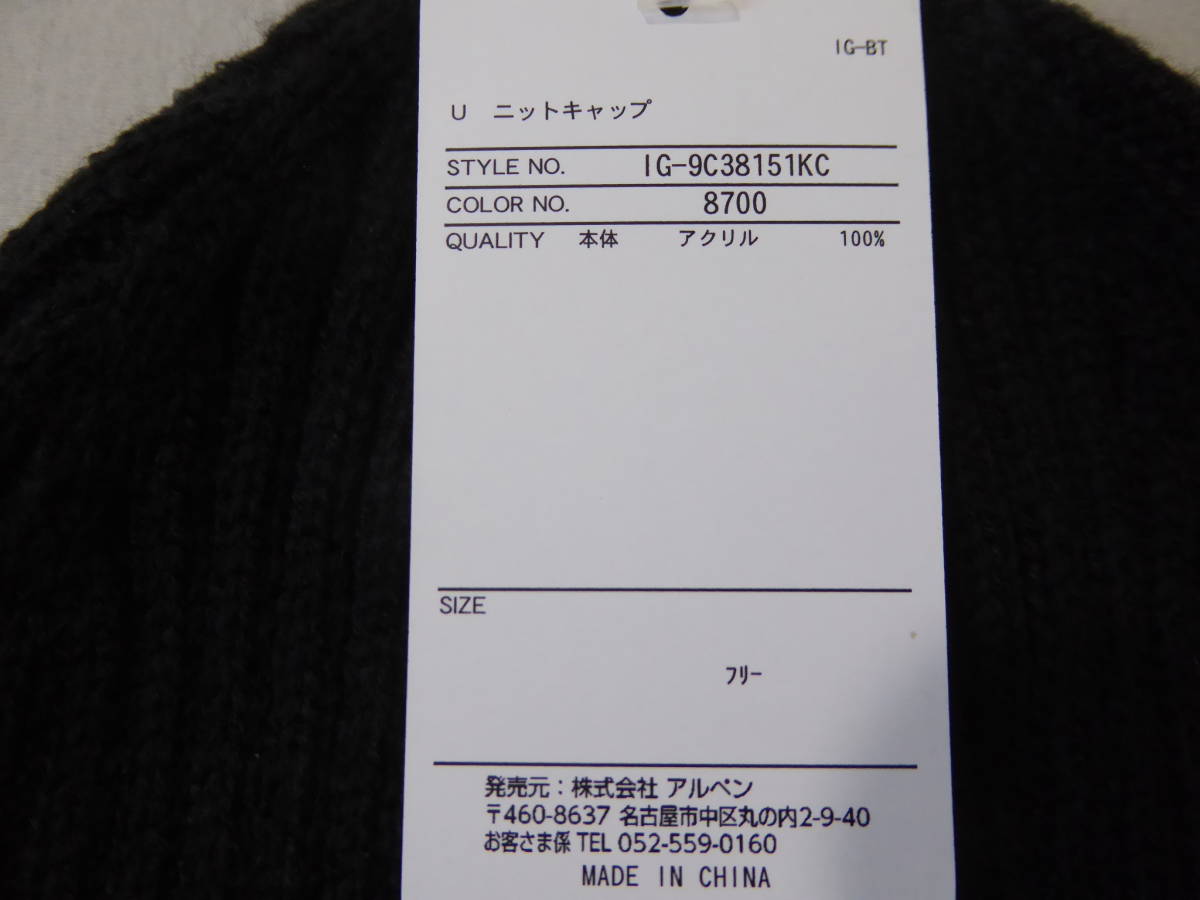 IG-BT
U ニットキャップ
STYLE NO. IG-9C38151KC
COLOR NO. 8700
QUALITY 本体 アクリル 100%
SIZE
フリー
発売元：株式会社 アルペン
〒460-8637 名古屋市中区丸の内2-9-40
お客さま係 TEL 052-559-0160
MADE IN CHINA